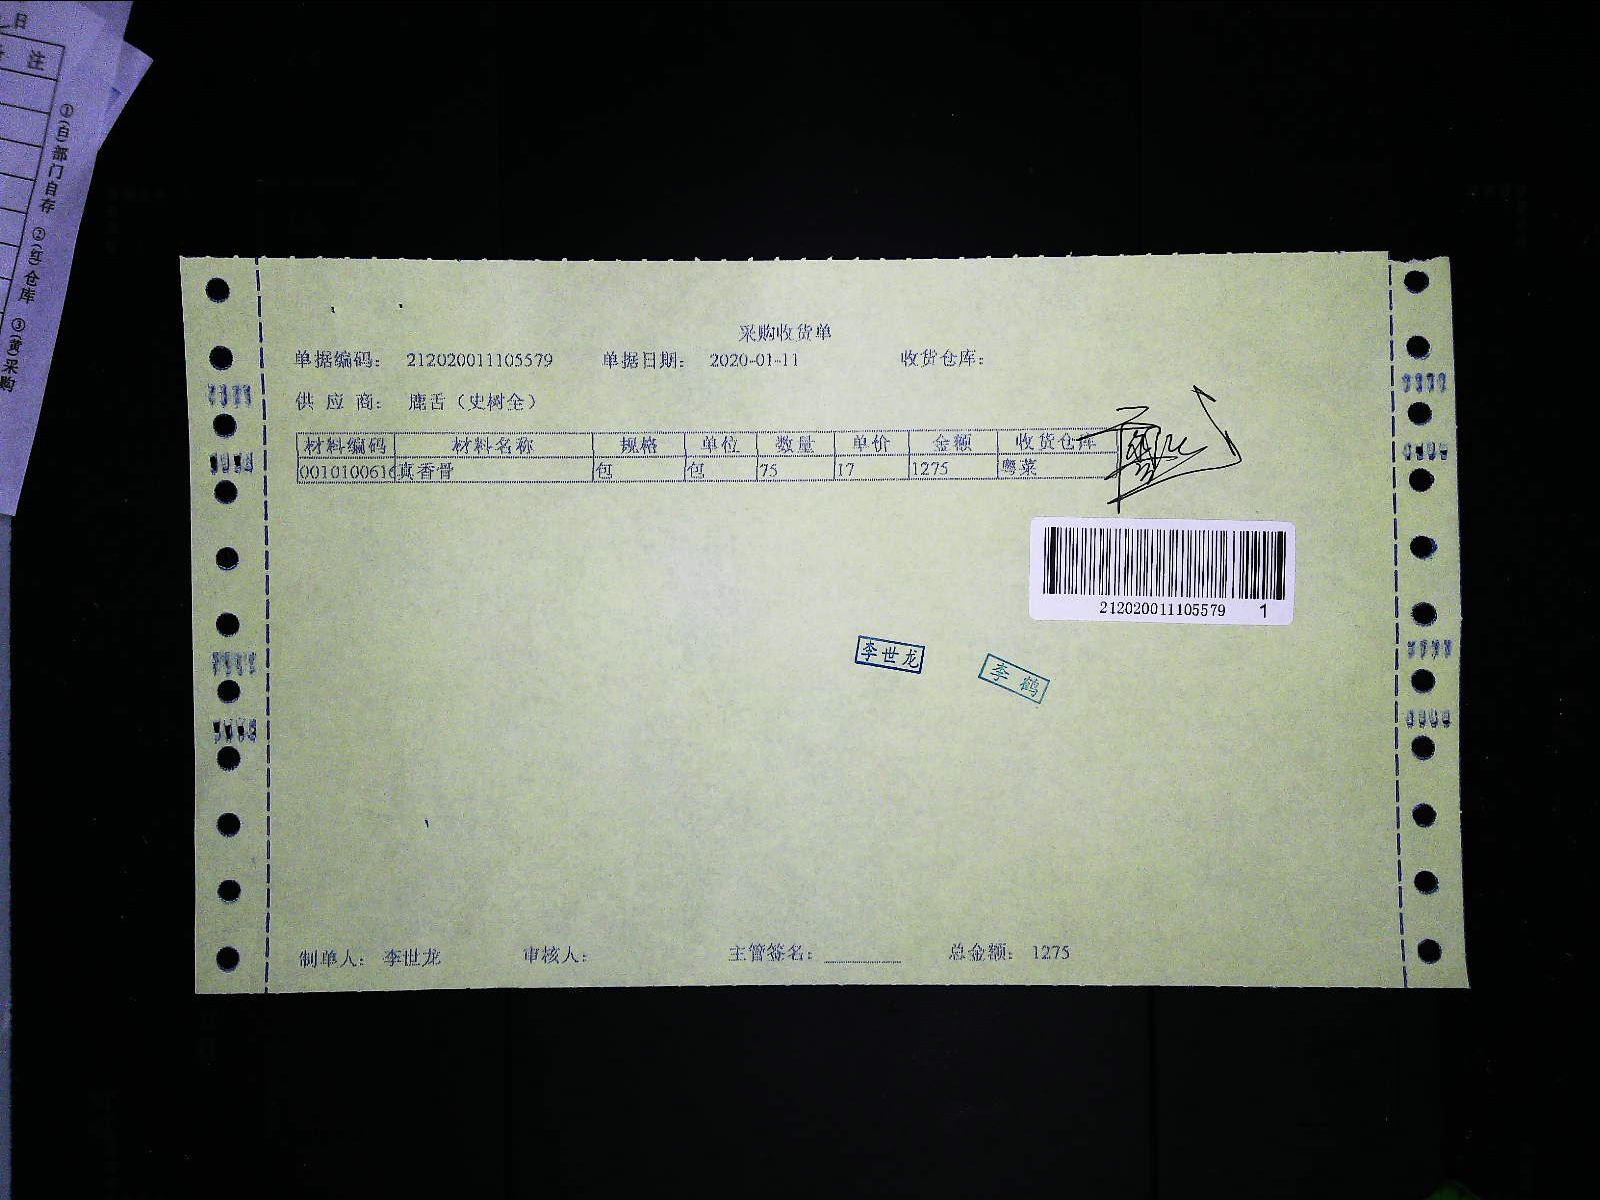 日
注
①(白)部门自存 ②(红)仓库 ③(黄)采购
采购收货单
单据编码: 212020011105579 单据日期: 2020-01-11 收货仓库:
供 应 商: 鹿舌(史树全)
材料编码 材料名称 规格 单位 数量 单价 金额 收货仓库
0010100616 真香骨 包 包 75 17 1275 粤菜
212020011105579 1
李世龙
李鹤
制单人: 李世龙 审核人: 主管签名: 总金额: 1275